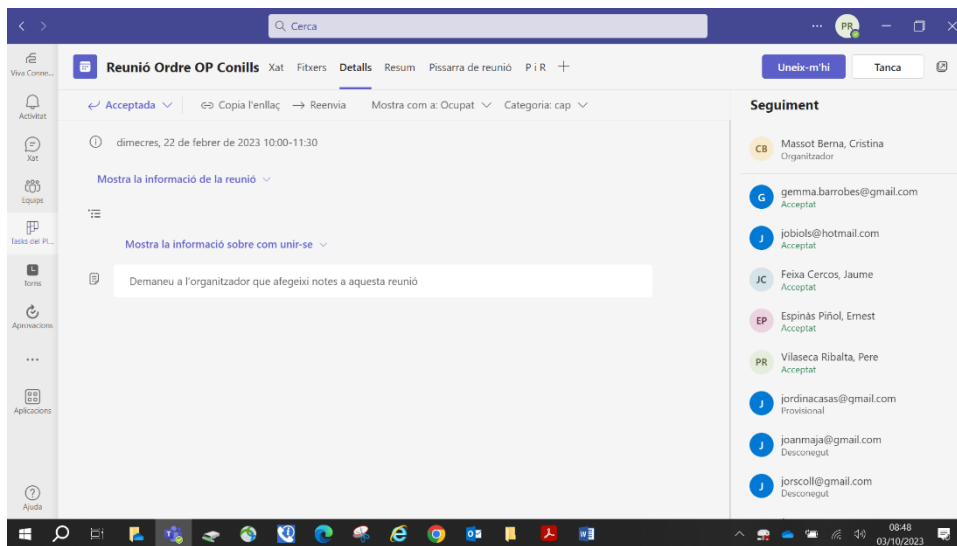 Cerca
PR
Viva Conne...
Activitat
Xat
Equips
Tasks del Pl...
Torns
Aprovacions
Aplicacions
Ajuda
Reunió Ordre OP Conills Xat Fitxers Detalls Resum Pissarra de reunió P i R
Uneix-m'hi Tanca
Acceptada Copia l'enllaç Reenvia Mostra com a: Ocupat Categoria: cap
dimecres, 22 de febrer de 2023 10:00-11:30
Mostra la informació de la reunió
Mostra la informació sobre com unir-se
Demaneu a l'organitzador que afegeixi notes a aquesta reunió
Seguiment
CB Massot Berna, Cristina
Organitzador
G gemma.barrobes@gmail.com
Acceptat
J jobiols@hotmail.com
Acceptat
JC Feixa Cercos, Jaume
Acceptat
EP Espinàs Piñol, Ernest
Acceptat
PR Vilaseca Ribalta, Pere
Acceptat
J jordinacasas@gmail.com
Provisional
J joanmaja@gmail.com
Desconegut
J jorscoll@gmail.com
Desconegut
08:48
03/10/2023